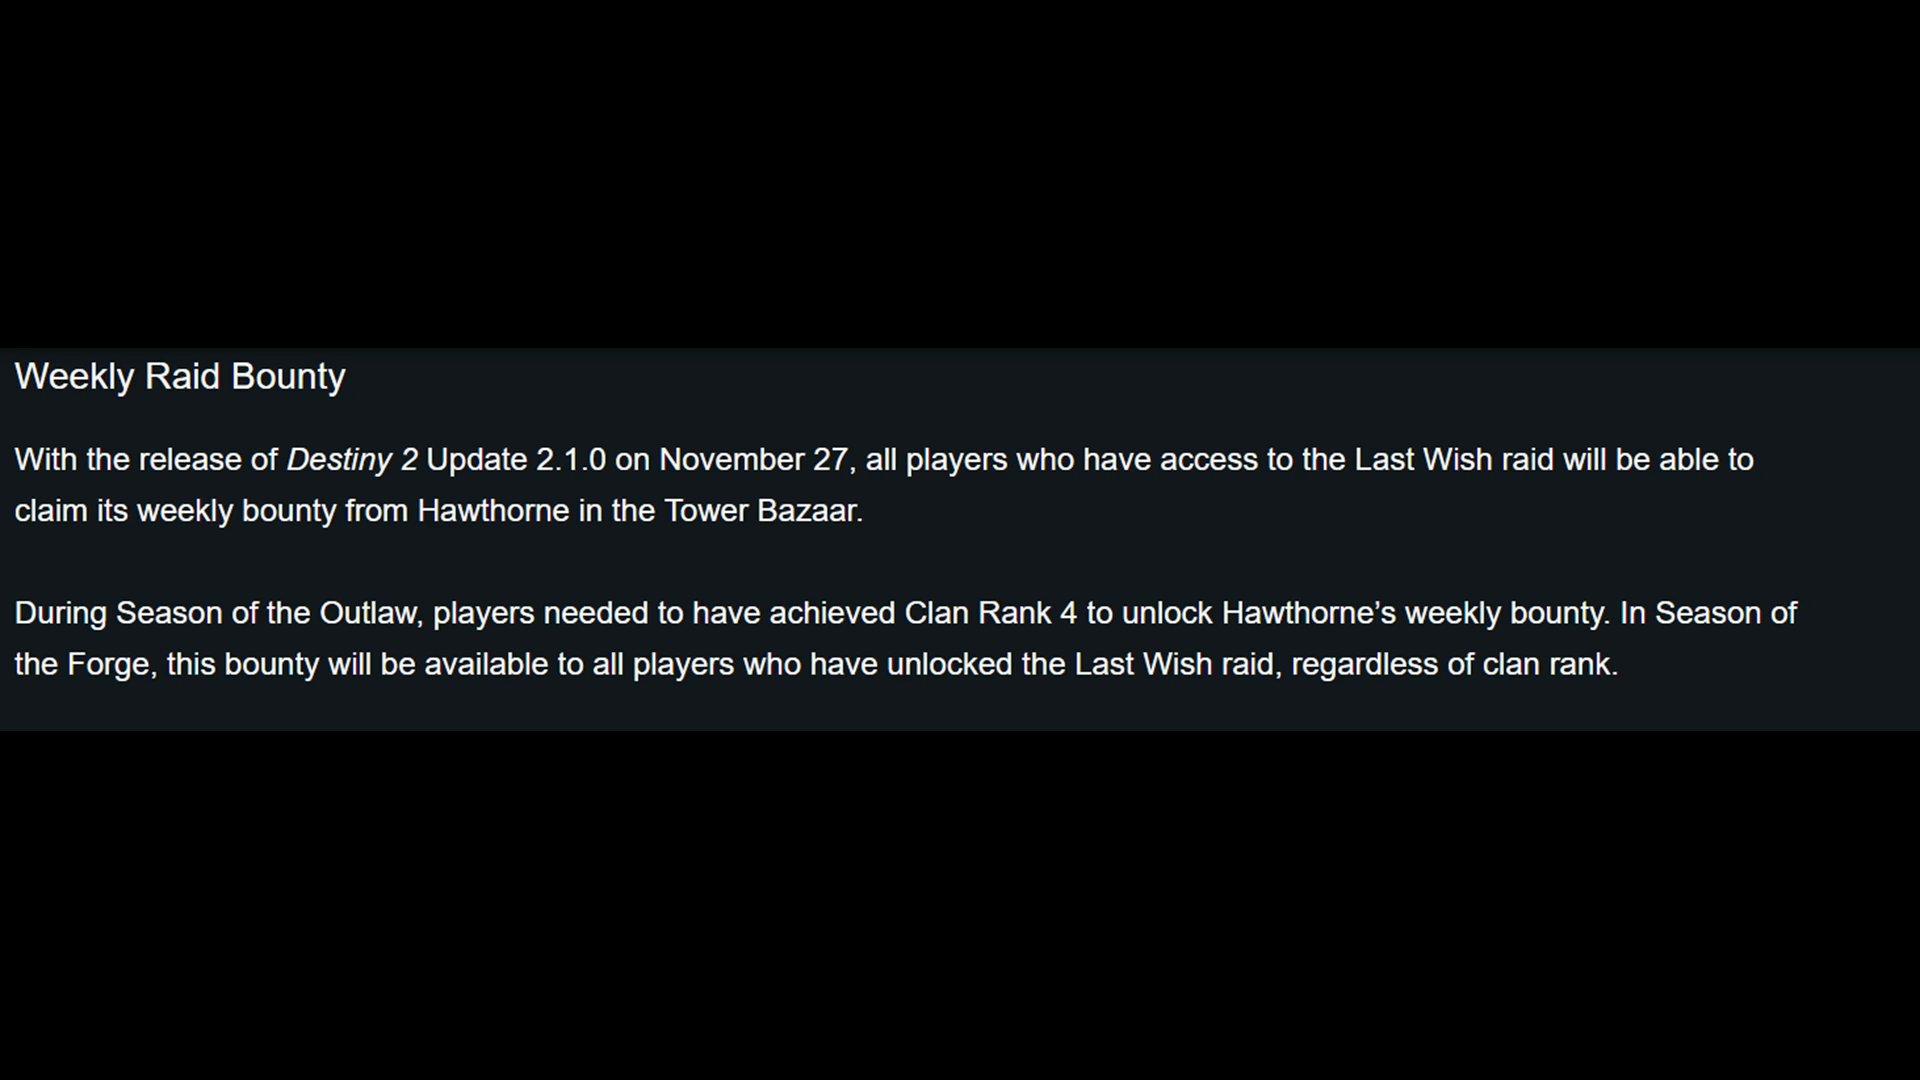 Weekly Raid Bounty
With the release of Destiny 2 Update 2.1.0 on November 27, all players who have access to the Last Wish raid will be able to
claim its weekly bounty from Hawthorne in the Tower Bazaar.
During Season of the Outlaw, players needed to have achieved Clan Rank 4 to unlock Hawthorne’s weekly bounty. In Season of
the Forge, this bounty will be available to all players who have unlocked the Last Wish raid, regardless of clan rank.